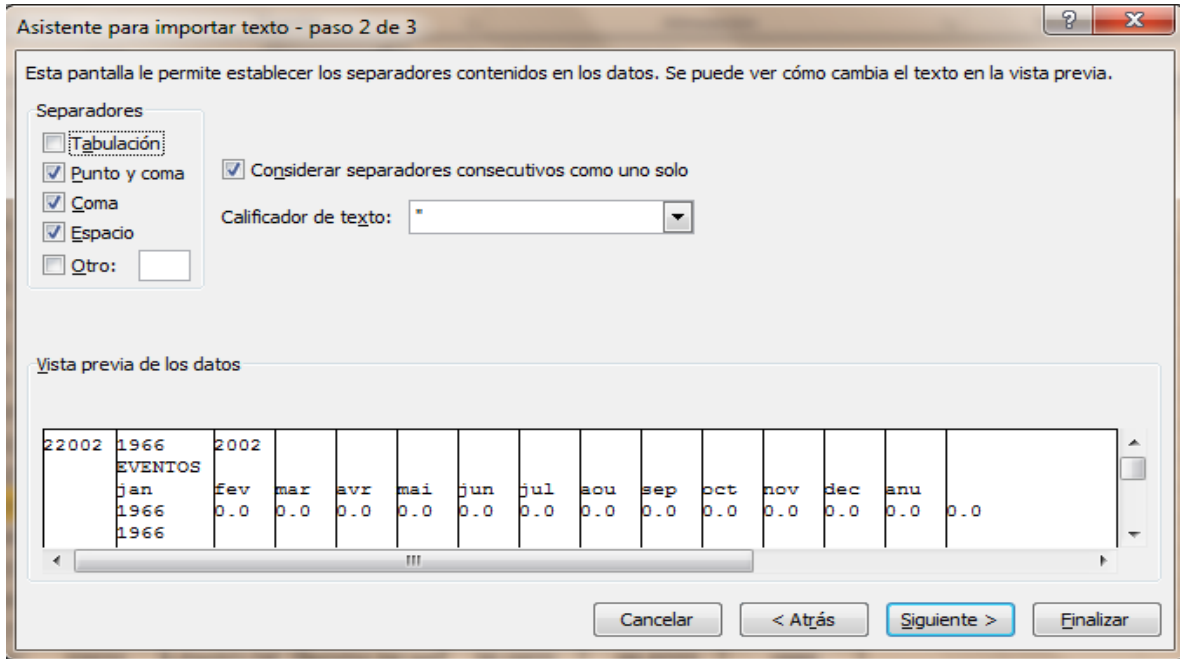 Asistente para importar texto - paso 2 de 3
Esta pantalla le permite establecer los separadores contenidos en los datos. Se puede ver cómo cambia el texto en la vista previa.
Separadores
Tabulación
Punto y coma
Coma
Espacio
Otro:
Considerar separadores consecutivos como uno solo
Calificador de texto: "
Vista previa de los datos
22002 1966 2002
EVENTOS
jan fev mar avr mai jun jul aou sep oct nov dec anu
1966 0.0 0.0 0.0 0.0 0.0 0.0 0.0 0.0 0.0 0.0 0.0 0.0 0.0
1966
Cancelar < Atrás Siguiente > Finalizar